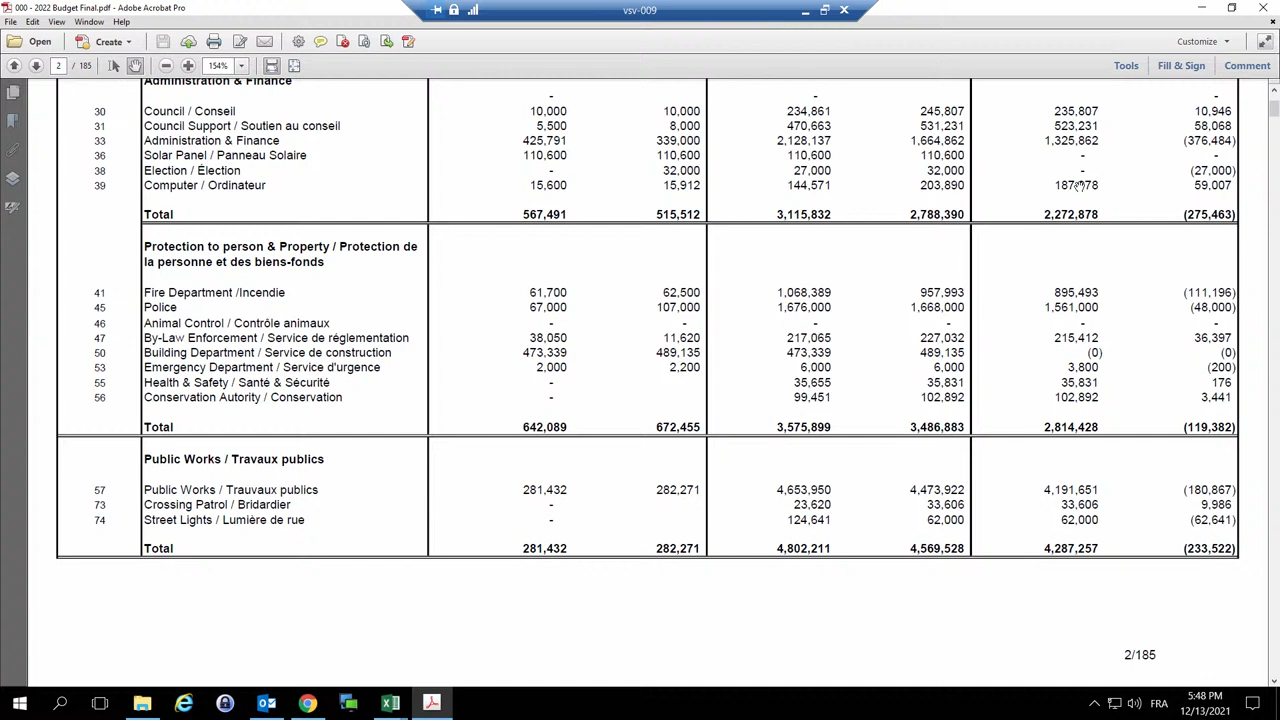 000 - 2022 Budget Final.pdf - Adobe Acrobat Pro
vsv-009
File Edit View Window Help
Open Create Customize
2 / 185 154% Tools Fill & Sign Comment
Administration & Finance
- - -
30 Council / Conseil 10,000 10,000 234,861 245,807 235,807 10,946
31 Council Support / Soutien au conseil 5,500 8,000 470,663 531,231 523,231 58,068
33 Administration & Finance 425,791 339,000 2,128,137 1,664,862 1,325,862 (376,484)
36 Solar Panel / Panneau Solaire 110,600 110,600 110,600 110,600 - -
38 Election / Élection - 32,000 27,000 32,000 - (27,000)
39 Computer / Ordinateur 15,600 15,912 144,571 203,890 59,007
Total 567,491 515,512 3,115,832 2,788,390 2,272,878 (275,463)
Protection to person & Property / Protection de
la personne et des biens-fonds
41 Fire Department /Incendie 61,700 62,500 1,068,389 957,993 895,493 (111,196)
45 Police 67,000 107,000 1,676,000 1,668,000 1,561,000 (48,000)
46 Animal Control / Contrôle animaux - - - - - -
47 By-Law Enforcement / Service de réglementation 38,050 11,620 217,065 227,032 215,412 36,397
50 Building Department / Service de construction 473,339 489,135 473,339 489,135 (0) (0)
53 Emergency Department / Service d'urgence 2,000 2,200 6,000 6,000 3,800 (200)
55 Health & Safety / Santé & Sécurité - 35,655 35,831 35,831 176
56 Conservation Autority / Conservation - 99,451 102,892 102,892 3,441
Total 642,089 672,455 3,575,899 3,486,883 2,814,428 (119,382)
Public Works / Travaux publics
57 Public Works / Trauvaux publics 281,432 282,271 4,653,950 4,473,922 4,191,651 (180,867)
73 Crossing Patrol / Bridardier - 23,620 33,606 33,606 9,986
74 Street Lights / Lumière de rue - 124,641 62,000 62,000 (62,641)
Total 281,432 282,271 4,802,211 4,569,528 4,287,257 (233,522)
2/185
FRA 5:48 PM
12/13/2021